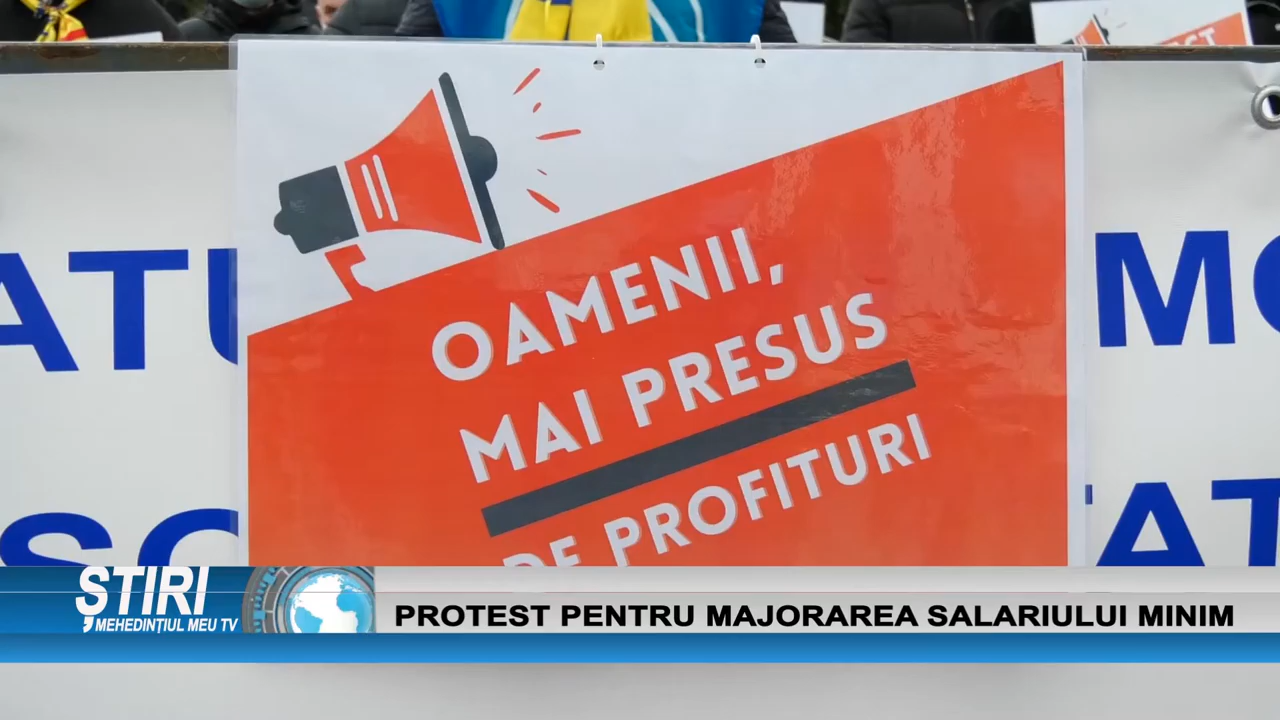 OAMENII,
MAI PRESUS
DE PROFITURI
ȘTIRI
MEHEDINȚIUL MEU TV
PROTEST PENTRU MAJORAREA SALARIULUI MINIM